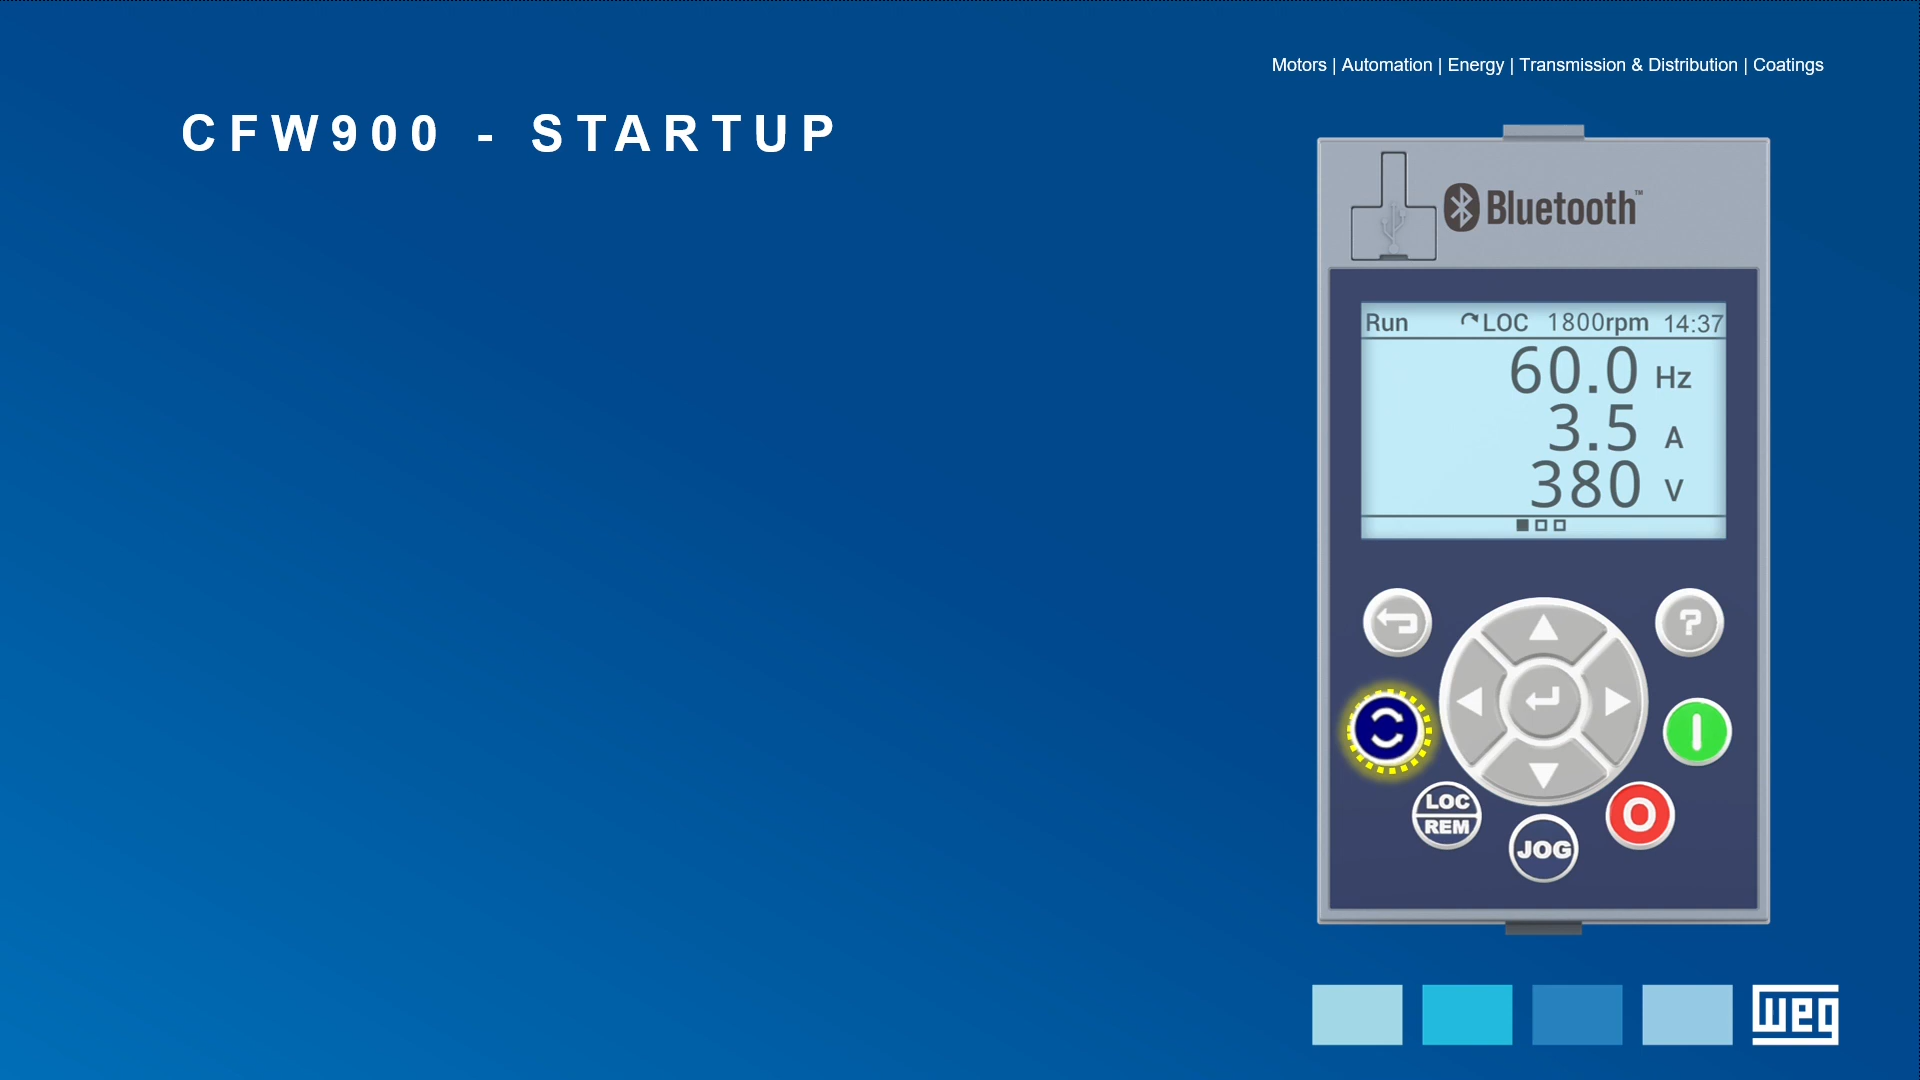 Motors | Automation | Energy | Transmission & Distribution | Coatings
CFW900 - STARTUP
Bluetooth™
Run LOC 1800rpm 14:37
60.0 Hz
3.5 A
380 V
?
LOC
REM
JOG
O
weg